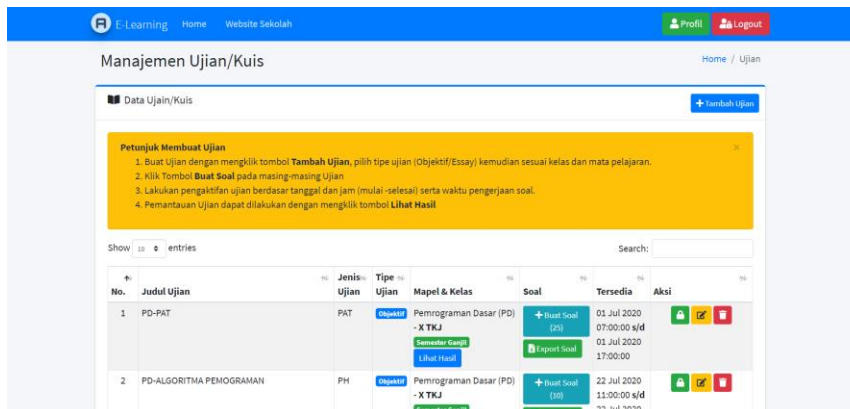 E-Learning Home Website Sekolah Profil Logout
Manajemen Ujian/Kuis Home / Ujian
Data Ujain/Kuis Tambah Ujian
Petunjuk Membuat Ujian ×
1. Buat Ujian dengan mengklik tombol Tambah Ujian, pilih tipe ujian (Objektif/Essay) kemudian sesuai kelas dan mata pelajaran.
2. Klik Tombol Buat Soal pada masing-masing Ujian
3. Lakukan pengaktifan ujian berdasar tanggal dan jam (mulai -selesai) serta waktu pengerjaan soal.
4. Pemantauan Ujian dapat dilakukan dengan mengklik tombol Lihat Hasil
Show 10 entries Search:
Jenis Tipe
No. Judul Ujian Ujian Ujian Mapel & Kelas Soal Tersedia Aksi
1 PD-PAT PAT Objektif Pemrograman Dasar (PD) Buat Soal 01 Jul 2020
- X TKJ (25) 07:00:00 s/d
Semester Ganjil Export Soal 01 Jul 2020
Lihat Hasil 17:00:00
2 PD-ALGORITMA PEMOGRAMAN PH Objektif Pemrograman Dasar (PD) Buat Soal 22 Jul 2020
- X TKJ (10) 11:00:00 s/d